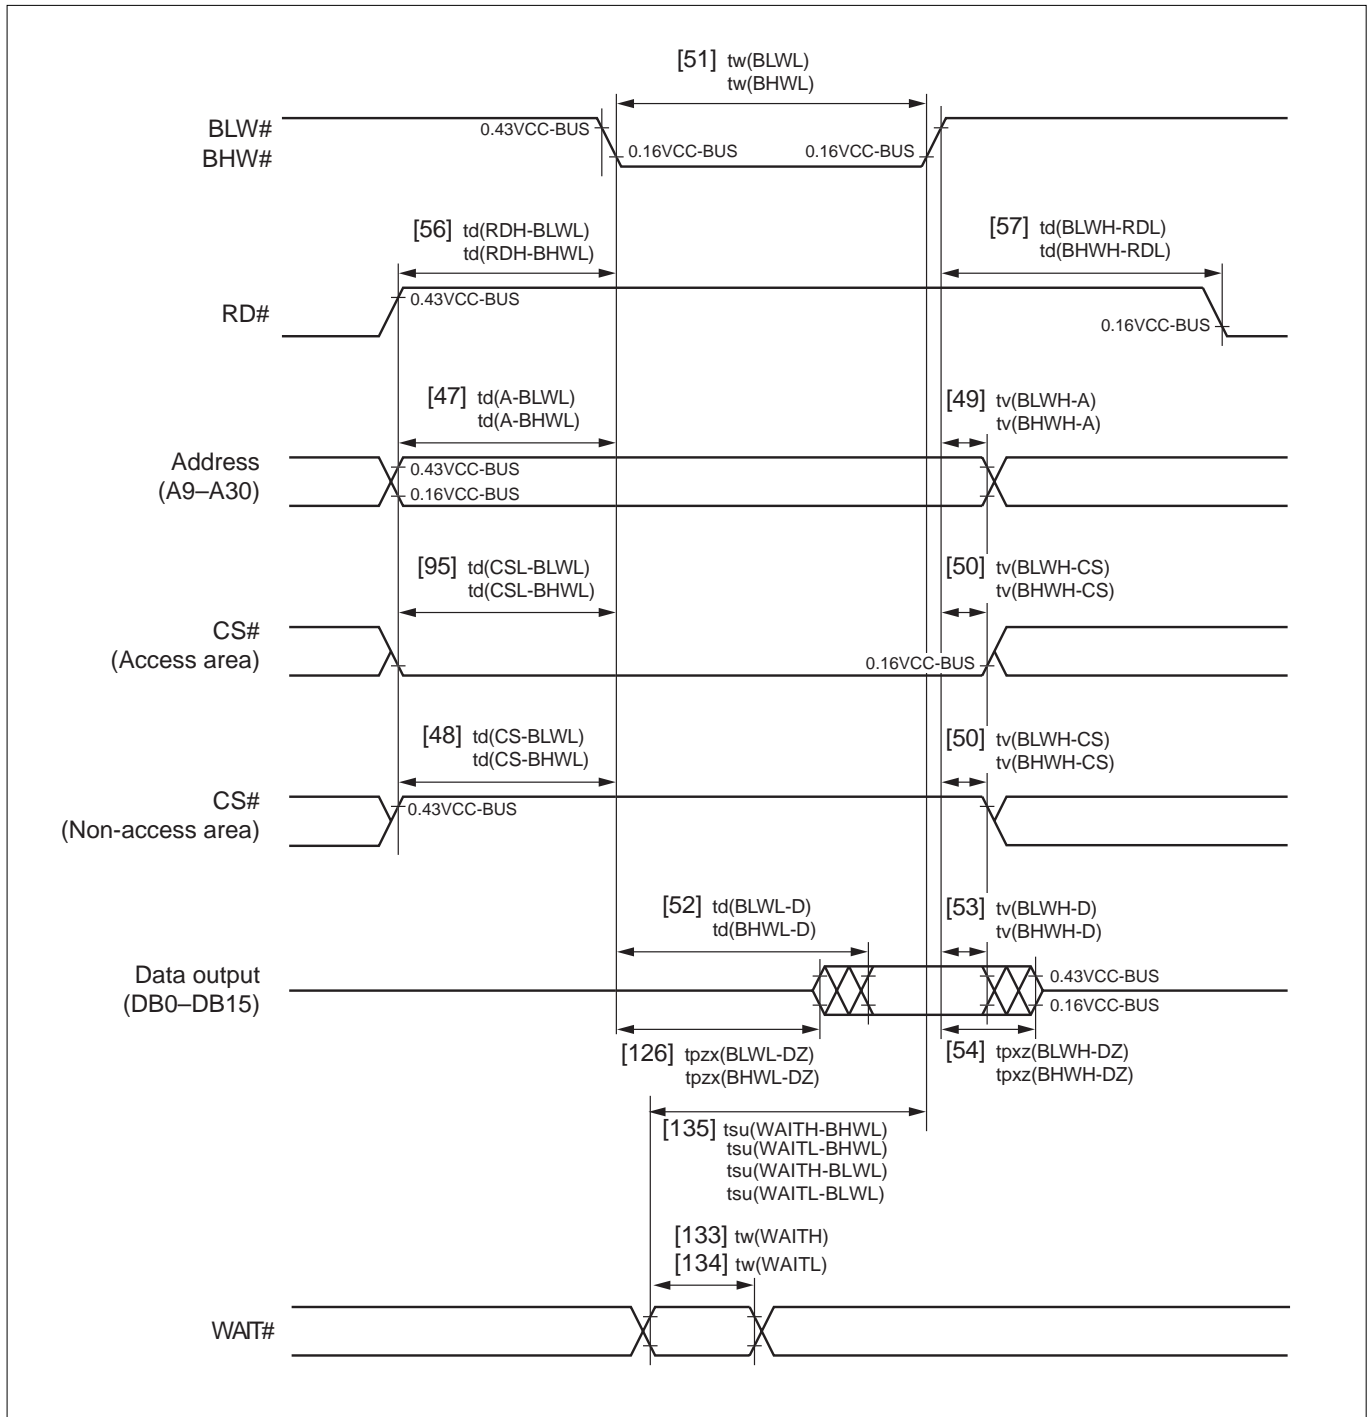 [51] tw(BLWL)
tw(BHWL)
BLW#
BHW#
0.43VCC-BUS
0.16VCC-BUS
0.16VCC-BUS
[56] td(RDH-BLWL)
td(RDH-BHWL)
[57] td(BLWH-RDL)
td(BHWH-RDL)
RD#
0.43VCC-BUS
0.16VCC-BUS
[47] td(A-BLWL)
td(A-BHWL)
[49] tv(BLWH-A)
tv(BHWH-A)
Address
(A9–A30)
0.43VCC-BUS
0.16VCC-BUS
[95] td(CSL-BLWL)
td(CSL-BHWL)
[50] tv(BLWH-CS)
tv(BHWH-CS)
CS#
(Access area)
0.16VCC-BUS
[48] td(CS-BLWL)
td(CS-BHWL)
[50] tv(BLWH-CS)
tv(BHWH-CS)
CS#
(Non-access area)
0.43VCC-BUS
[52] td(BLWL-D)
td(BHWL-D)
[53] tv(BLWH-D)
tv(BHWH-D)
Data output
(DB0–DB15)
0.43VCC-BUS
0.16VCC-BUS
[126] tpzx(BLWL-DZ)
tpzx(BHWL-DZ)
[54] tpxz(BLWH-DZ)
tpxz(BHWH-DZ)
[135] tsu(WAITH-BHWL)
tsu(WAITL-BHWL)
tsu(WAITH-BLWL)
tsu(WAITL-BLWL)
[133] tw(WAITH)
[134] tw(WAITL)
WAIT#